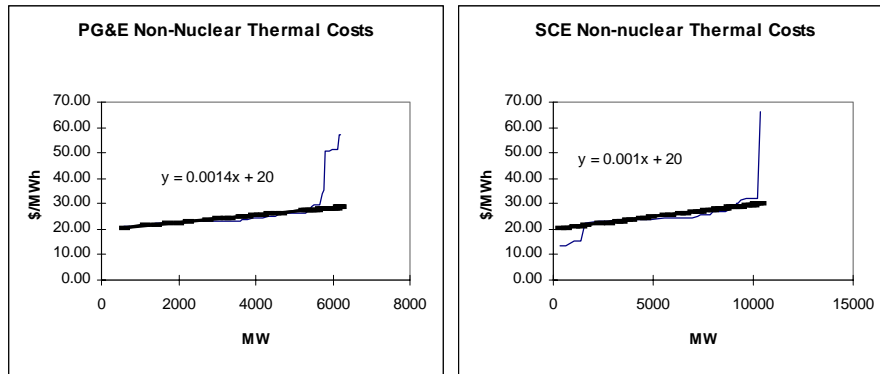 PG&E Non-Nuclear Thermal Costs
70.00
60.00
50.00
40.00
30.00
20.00
10.00
0.00
$/MWh
y = 0.0014x + 20
0 2000 4000 6000 8000
MW
SCE Non-nuclear Thermal Costs
70.00
60.00
50.00
40.00
30.00
20.00
10.00
0.00
$/MWh
y = 0.001x + 20
0 5000 10000 15000
MW